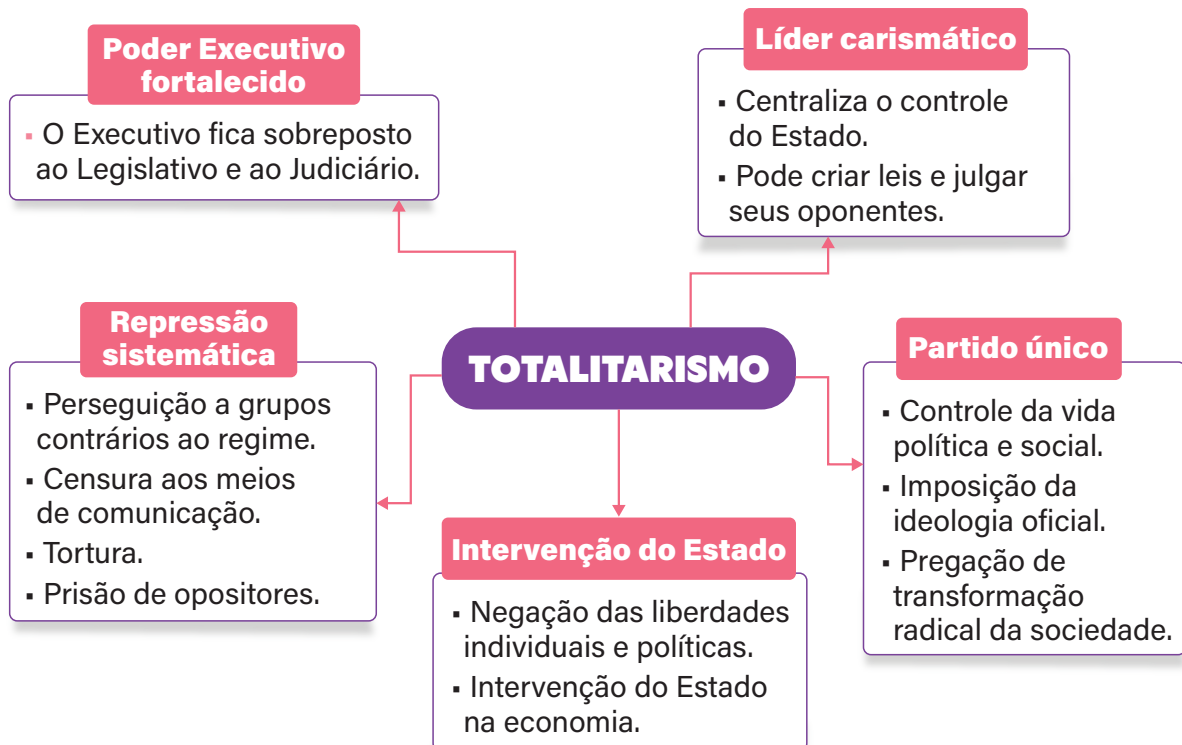 Poder Executivo
fortalecido
▪ O Executivo fica sobreposto
ao Legislativo e ao Judiciário.
Líder carismático
▪ Centraliza o controle
do Estado.
▪ Pode criar leis e julgar
seus oponentes.
TOTALITARISMO
Repressão
sistemática
▪ Perseguição a grupos
contrários ao regime.
▪ Censura aos meios
de comunicação.
▪ Tortura.
▪ Prisão de opositores.
Intervenção do Estado
▪ Negação das liberdades
individuais e políticas.
▪ Intervenção do Estado
na economia.
Partido único
▪ Controle da vida
política e social.
▪ Imposição da
ideologia oficial.
▪ Pregação de
transformação
radical da sociedade.